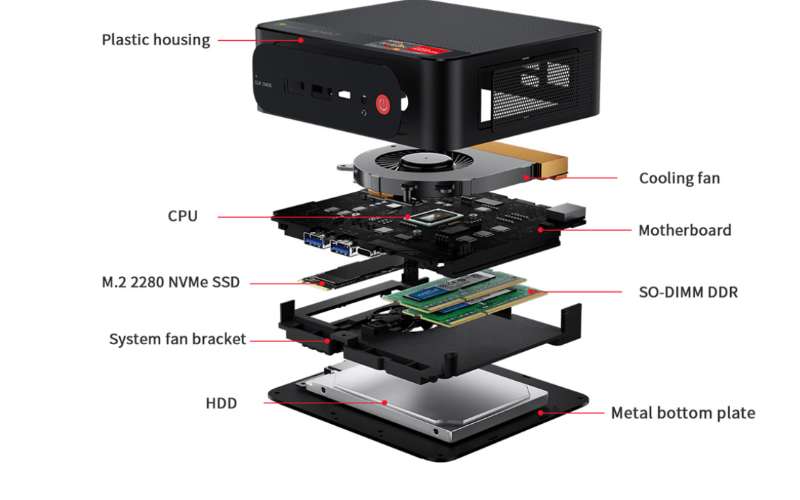 Plastic housing
Cooling fan
CPU
Motherboard
M.2 2280 NVMe SSD
SO-DIMM DDR
System fan bracket
HDD
Metal bottom plate